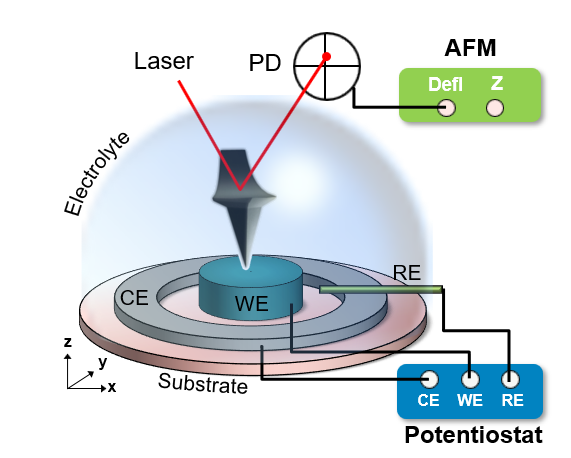 AFM
Laser
PD
Defl Z
Electrolyte
RE
CE
WE
z
y
x
Substrate
CE WE RE
Potentiostat